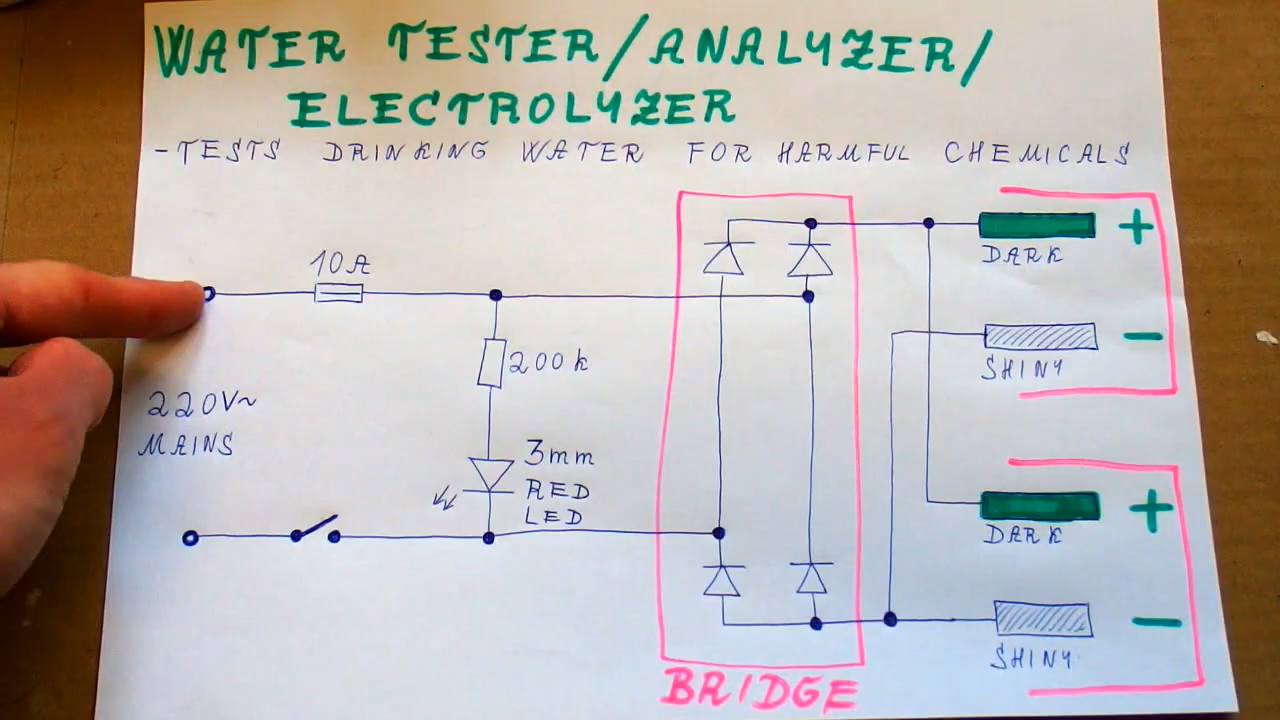 WATER TESTER/ANALYZER/
ELECTROLYZER
-TESTS DRINKING WATER FOR HARMFUL CHEMICALS
10A
+
DARK
-
SHINY
200k
220V~
MAINS
3mm
RED
LED
+
DARK
-
SHINY
BRIDGE